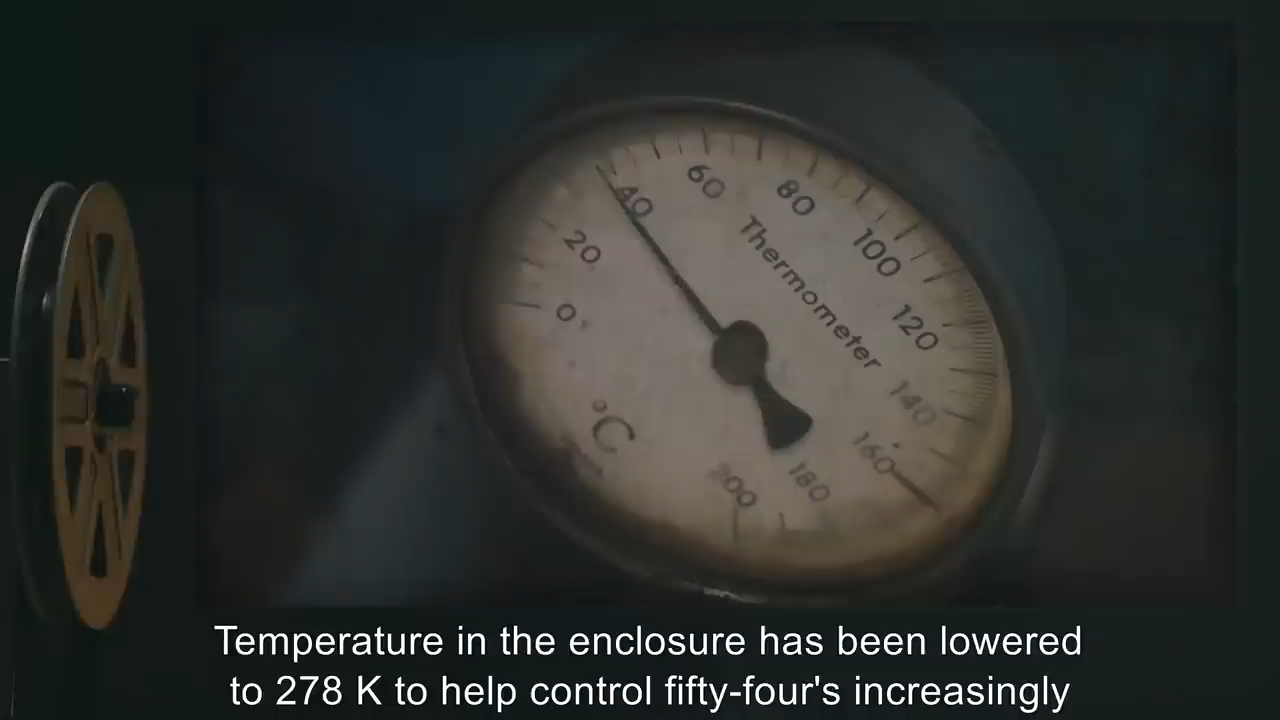 0°
20
40
60
80
100
120
140
160
180
200
Thermometer
°C
Temperature in the enclosure has been lowered
to 278 K to help control fifty-four's increasingly